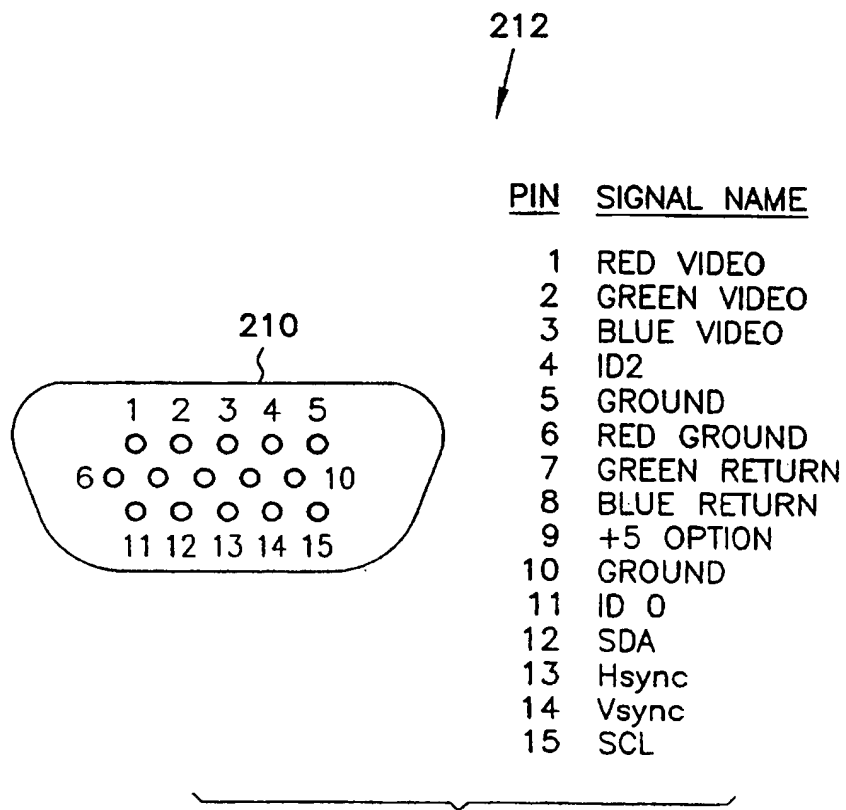 212
PIN SIGNAL NAME
1 RED VIDEO
2 GREEN VIDEO
3 BLUE VIDEO
4 ID2
5 GROUND
6 RED GROUND
7 GREEN RETURN
8 BLUE RETURN
9 +5 OPTION
10 GROUND
11 ID 0
12 SDA
13 Hsync
14 Vsync
15 SCL
210
1 2 3 4 5
6 10
11 12 13 14 15